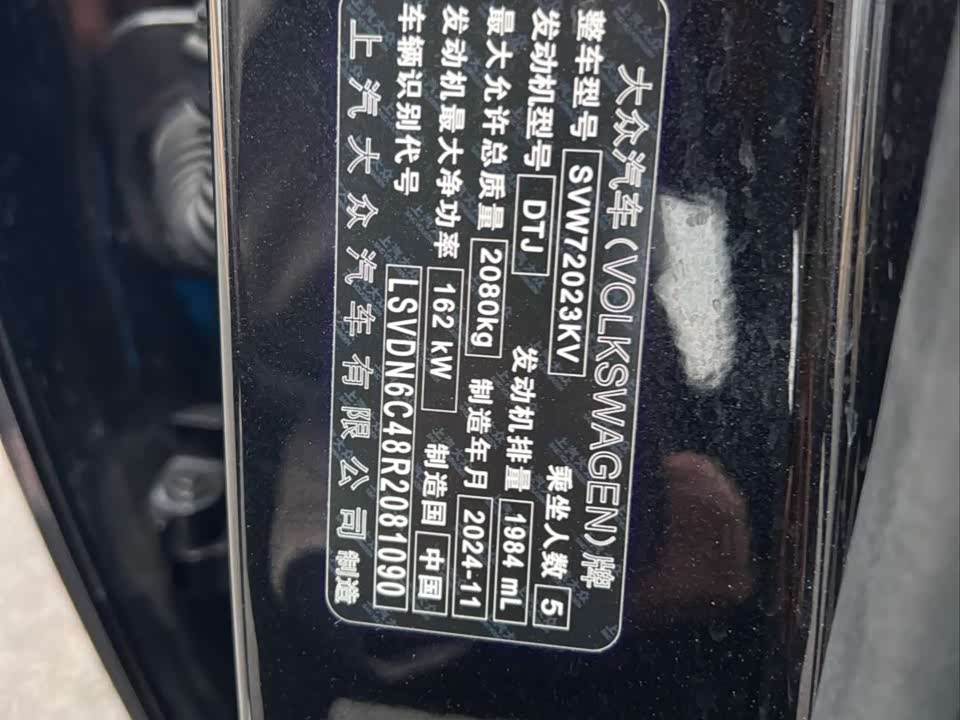 大众汽车(VOLKSWAGEN)牌
整车型号 SVW72023KV 乘坐人数 5
发动机型号 DTJ 发动机排量 1984 mL
最大允许总质量 2080kg 制造年月 2024-11
发动机最大净功率 162 kW 制造国 中国
车辆识别代号 LSVDN6C48R2081090
上汽大众汽车有限公司 制造